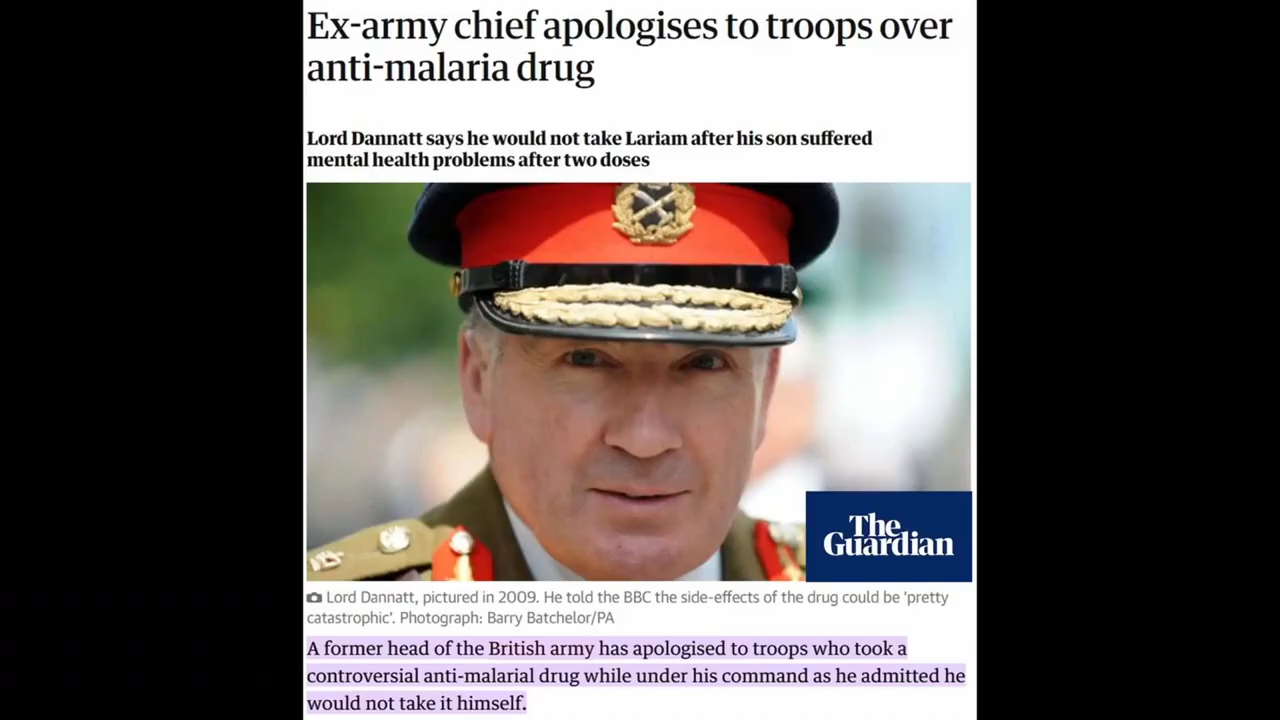 Ex-army chief apologises to troops over
anti-malaria drug
Lord Dannatt says he would not take Lariam after his son suffered
mental health problems after two doses
The
Guardian
Lord Dannatt, pictured in 2009. He told the BBC the side-effects of the drug could be 'pretty
catastrophic'. Photograph: Barry Batchelor/PA
A former head of the British army has apologised to troops who took a
controversial anti-malarial drug while under his command as he admitted he
would not take it himself.